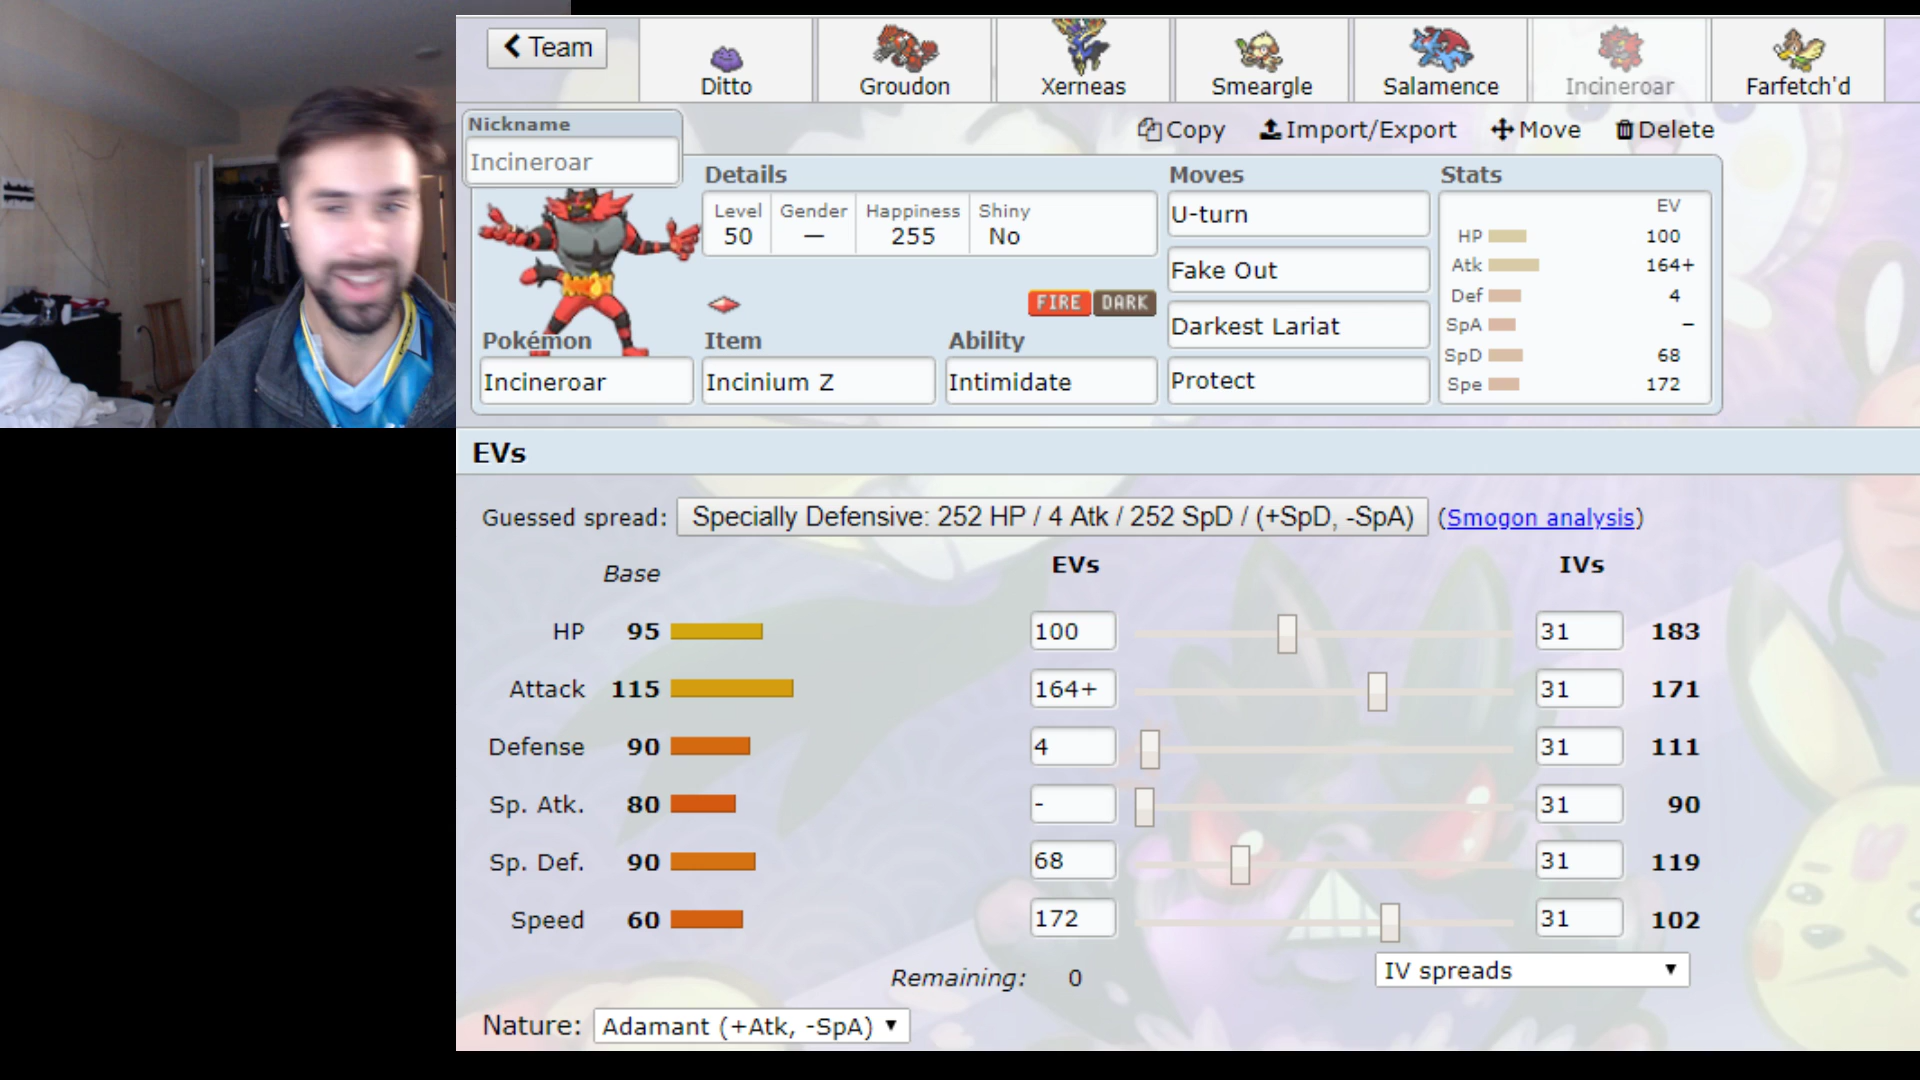 Team
Ditto
Groudon
Xerneas
Smeargle
Salamence
Incineroar
Farfetch'd
Copy
Import/Export
Move
Delete
Nickname
Incineroar
Details
Level
50
Gender
—
Happiness
255
Shiny
No
FIRE
DARK
Pokémon
Incineroar
Item
Incinium Z
Ability
Intimidate
Moves
U-turn
Fake Out
Darkest Lariat
Protect
Stats
EV
HP 100
Atk 164+
Def 4
SpA –
SpD 68
Spe 172
EVs
Guessed spread: Specially Defensive: 252 HP / 4 Atk / 252 SpD / (+SpD, -SpA) (Smogon analysis)
Base EVs IVs
HP 95 100 31 183
Attack 115 164+ 31 171
Defense 90 4 31 111
Sp. Atk. 80 - 31 90
Sp. Def. 90 68 31 119
Speed 60 172 31 102
Remaining: 0
IV spreads
Nature: Adamant (+Atk, -SpA)